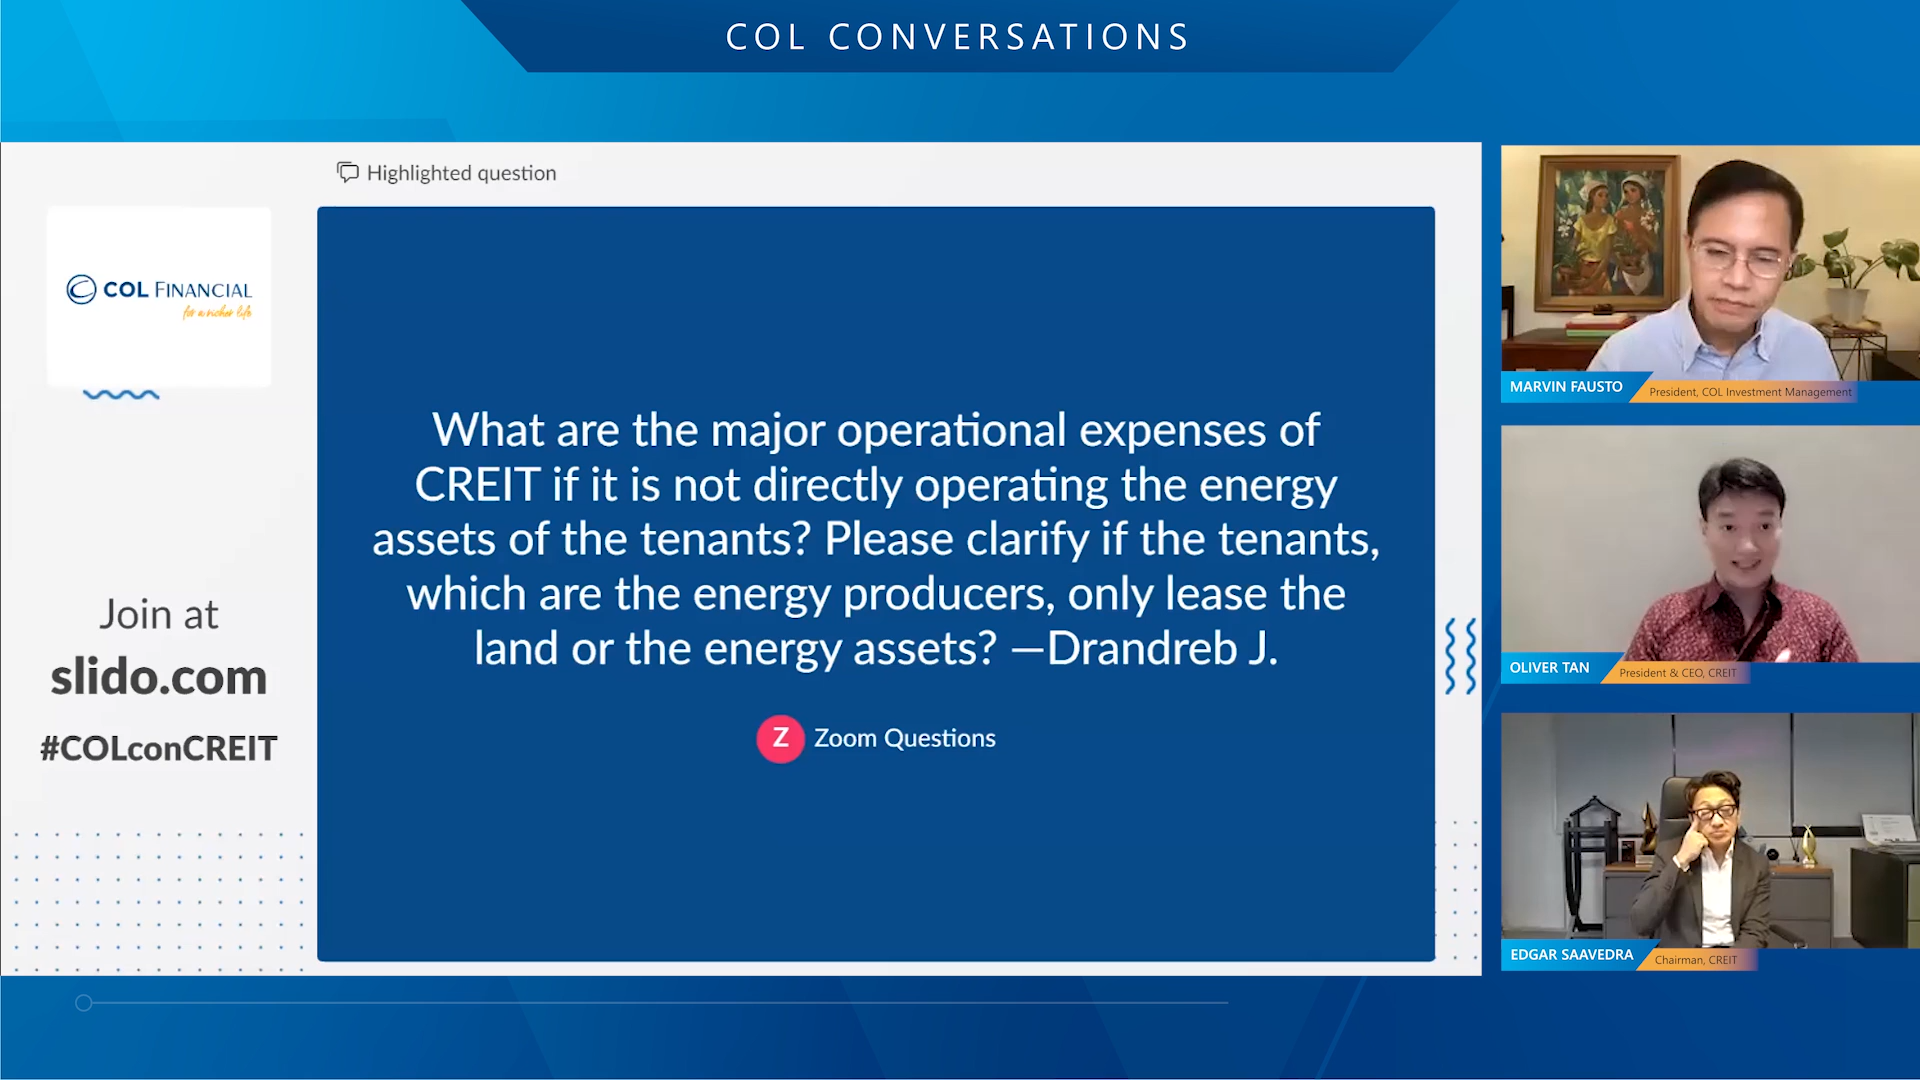 COL CONVERSATIONS
Highlighted question
COL FINANCIAL
for a richer life
What are the major operational expenses of
CREIT if it is not directly operating the energy
assets of the tenants? Please clarify if the tenants,
which are the energy producers, only lease the
land or the energy assets? —Drandreb J.
Z Zoom Questions
Join at
slido.com
#COLconCREIT
MARVIN FAUSTO
President, COL Investment Management
OLIVER TAN
President & CEO, CREIT
EDGAR SAAVEDRA
Chairman, CREIT